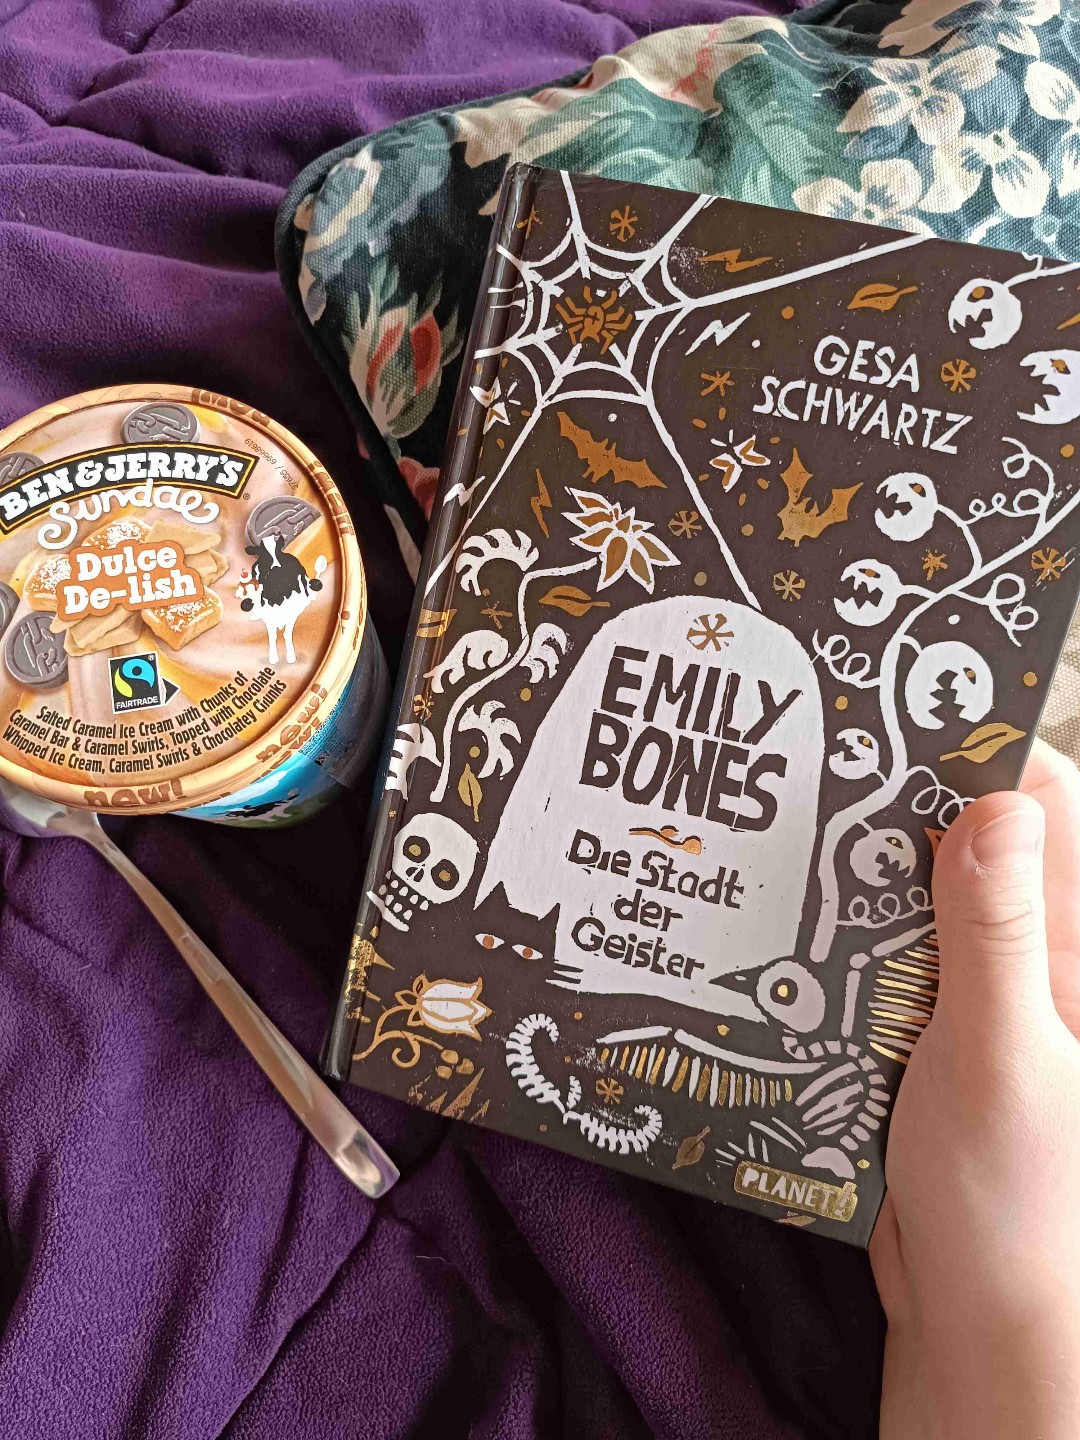 BEN & JERRY'S
Sundae
Dulce
De-lish
FAIRTRADE
Salted Caramel Ice Cream with Chunks of
Caramel Bar & Caramel Swirls, Topped with Chocolate
Whipped Ice Cream, Caramel Swirls & Chocolatey Chunks
new!
GESA
SCHWARTZ
EMILY
BONES
Die Stadt
der
Geister
PLANET!